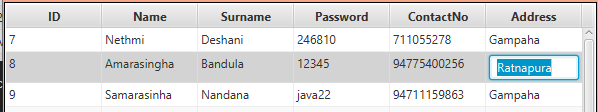 ID Name Surname Password ContactNo Address
7 Nethmi Deshani 246810 711055278 Gampaha
8 Amarasingha Bandula 12345 94775400256 Ratnapura
9 Samarasinha Nandana java22 94711159863 Gampaha